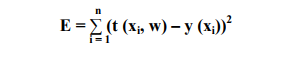 n
E = ∑ (t (xᵢ, w) – y (xᵢ))²
i = 1